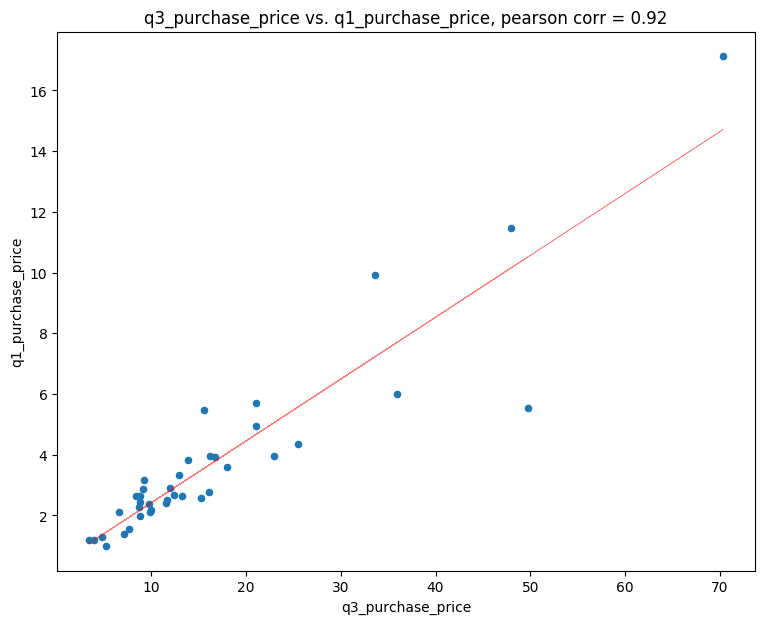 q3_purchase_price vs. q1_purchase_price, pearson corr = 0.92
16
14
12
10
8
6
4
2
q1_purchase_price
10 20 30 40 50 60 70
q3_purchase_price